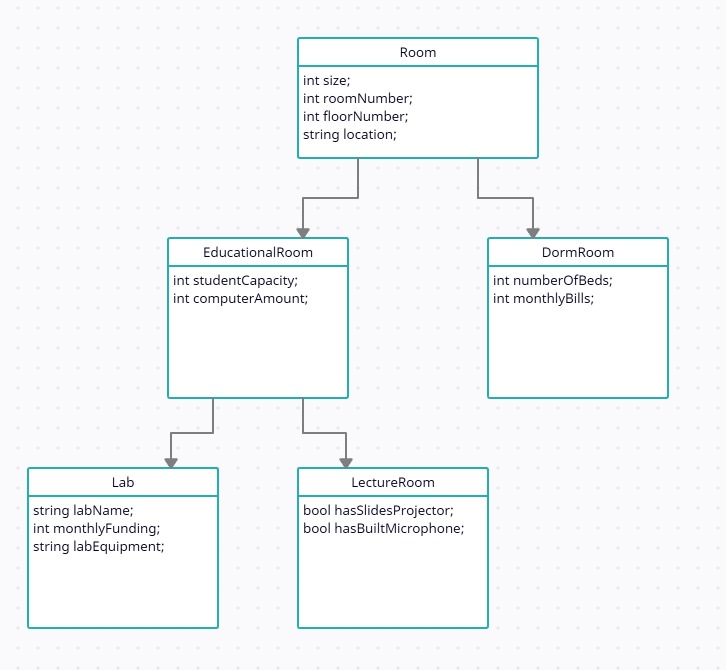 Room
int size;
int roomNumber;
int floorNumber;
string location;
EducationalRoom
int studentCapacity;
int computerAmount;
DormRoom
int numberOfBeds;
int monthlyBills;
Lab
string labName;
int monthlyFunding;
string labEquipment;
LectureRoom
bool hasSlidesProjector;
bool hasBuiltMicrophone;